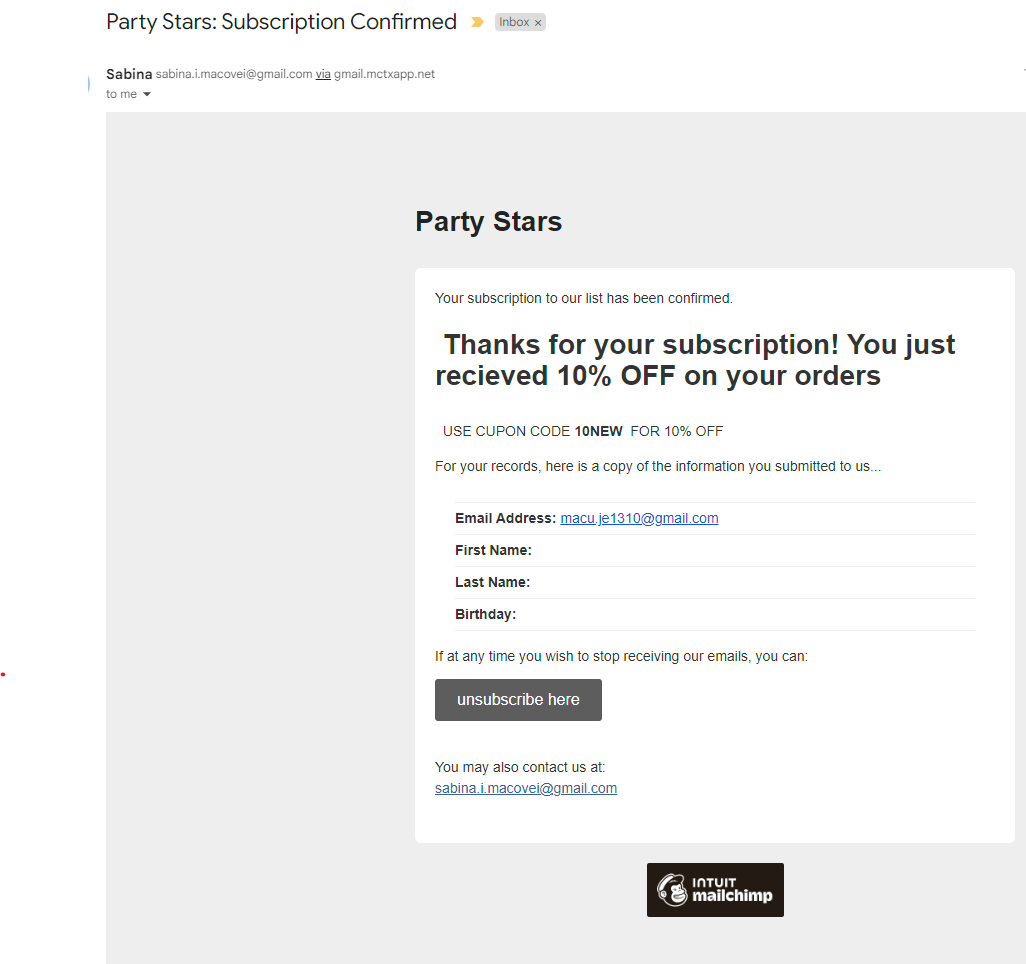 Party Stars: Subscription Confirmed Inbox ×
Sabina sabina.i.macovei@gmail.com via gmail.mctxapp.net
to me
Party Stars
Your subscription to our list has been confirmed.
Thanks for your subscription! You just
recieved 10% OFF on your orders
USE CUPON CODE 10NEW FOR 10% OFF
For your records, here is a copy of the information you submitted to us...
Email Address: macu.je1310@gmail.com
First Name:
Last Name:
Birthday:
If at any time you wish to stop receiving our emails, you can:
unsubscribe here
You may also contact us at:
sabina.i.macovei@gmail.com
INTUIT
mailchimp